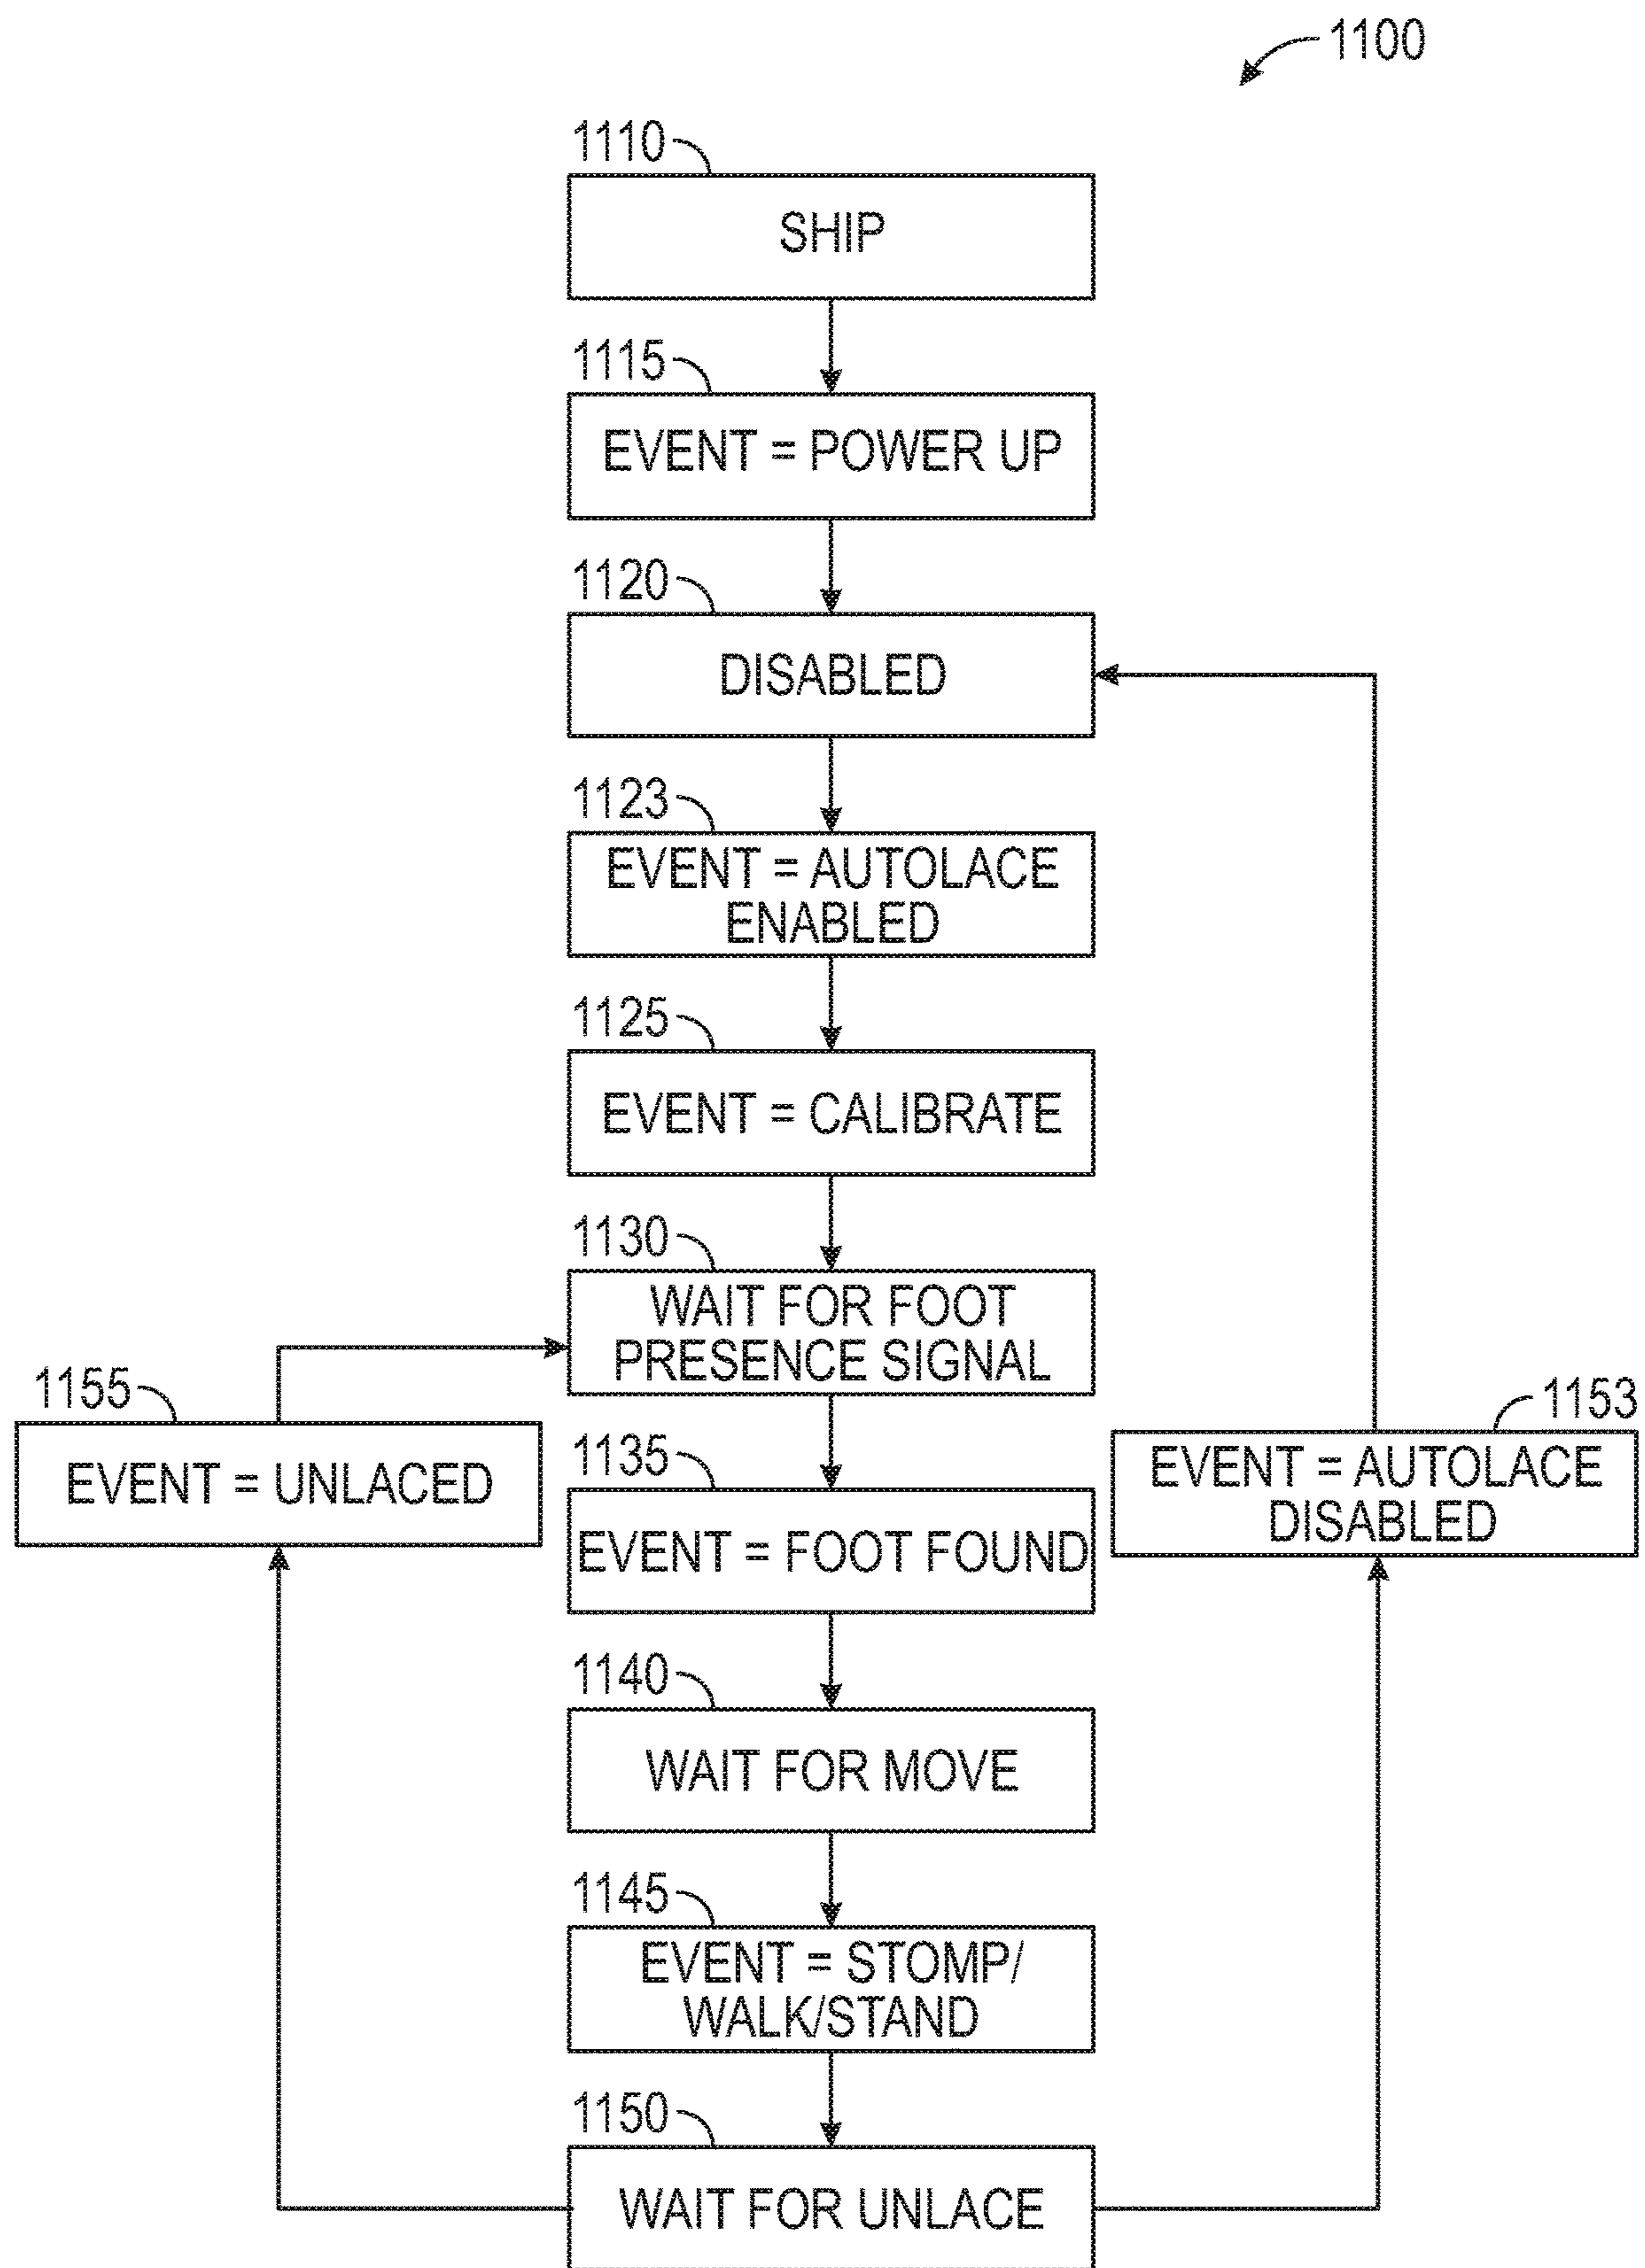 1100
1110
SHIP
1115
EVENT = POWER UP
1120
DISABLED
1123
EVENT = AUTOLACE
ENABLED
1125
EVENT = CALIBRATE
1130
WAIT FOR FOOT
PRESENCE SIGNAL
1155
EVENT = UNLACED
1135
EVENT = FOOT FOUND
1153
EVENT = AUTOLACE
DISABLED
1140
WAIT FOR MOVE
1145
EVENT = STOMP/
WALK/STAND
1150
WAIT FOR UNLACE